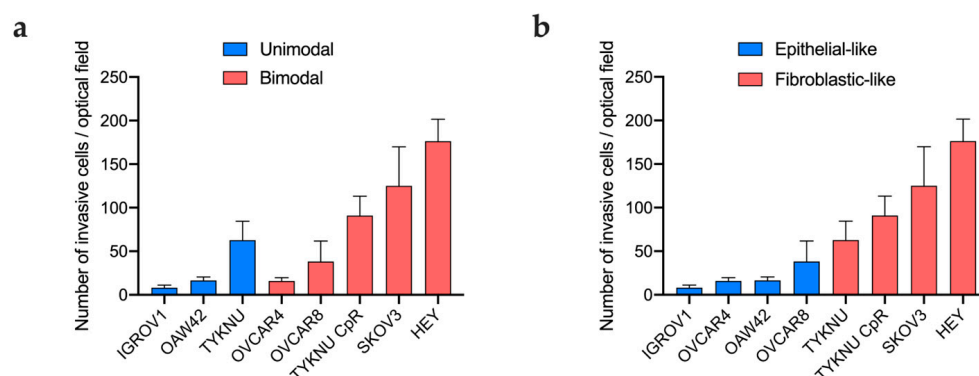 a
Unimodal
Bimodal
Number of invasive cells / optical field
250
200
150
100
50
0
IGROV1
OAW42
TYKNU
OVCAR4
OVCAR8
TYKNU CpR
SKOV3
HEY
b
Epithelial-like
Fibroblastic-like
Number of invasive cells / optical field
250
200
150
100
50
0
IGROV1
OVCAR4
OAW42
OVCAR8
TYKNU
TYKNU CpR
SKOV3
HEY